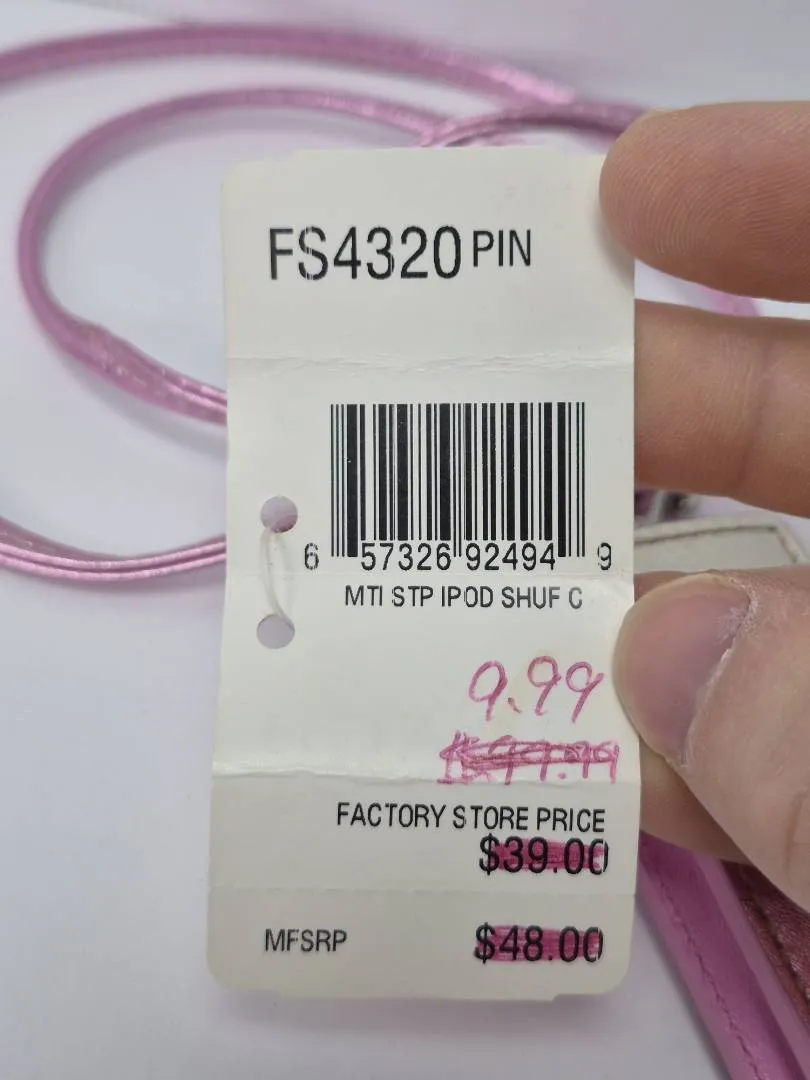 FS4320 PIN
6 57326 92494 9
MTI STP IPOD SHUF C
9.99
FACTORY STORE PRICE
$39.00
MFSRP $48.00